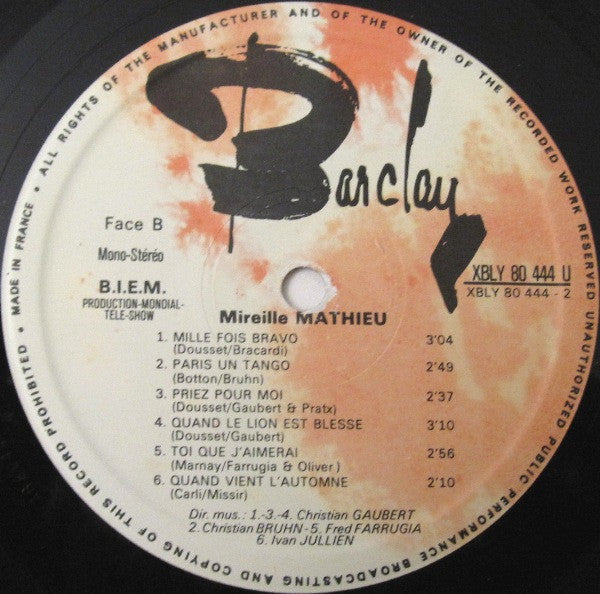 MADE IN FRANCE • ALL RIGHTS OF THE MANUFACTURER AND OF THE OWNER OF THE RECORDED WORK RESERVED UNAUTHORIZED PUBLIC PERFORMANCE BROADCASTING AND COPYING OF THIS RECORD PROHIBITED •
Barclay
Face B
Mono-Stéréo
B.I.E.M.
PRODUCTION-MONDIAL-
TELE-SHOW
XBLY 80 444 U
XBLY 80 444 - 2
Mireille MATHIEU
1. MILLE FOIS BRAVO 3'04
(Dousset/Bracardi)
2. PARIS UN TANGO 2'49
(Botton/Bruhn)
3. PRIEZ POUR MOI 2'37
(Dousset/Gaubert & Pratx)
4. QUAND LE LION EST BLESSE 3'10
(Dousset/Gaubert)
5. TOI QUE J'AIMERAI 2'56
(Marnay/Farrugia & Oliver)
6. QUAND VIENT L'AUTOMNE 2'10
(Carli/Missir)
Dir. mus. : 1.-3.-4. Christian GAUBERT
2. Christian BRUHN - 5. Fred FARRUGIA
6. Ivan JULLIEN